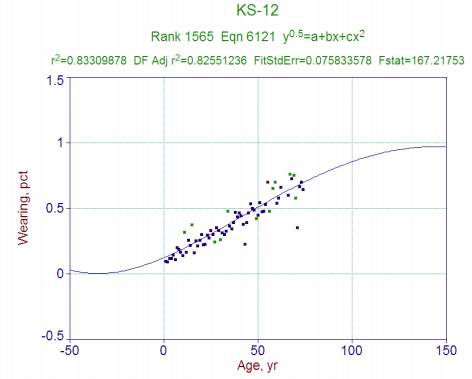 KS-12
Rank 1565 Eqn 6121 y^0.5=a+bx+cx^2
r^2=0.83309878 DF Adj r^2=0.82551236 FitStdErr=0.075833578 Fstat=167.21753
1.5
1
0.5
0
-0.5
Wearing, pct
-50 0 50 100 150
Age, yr